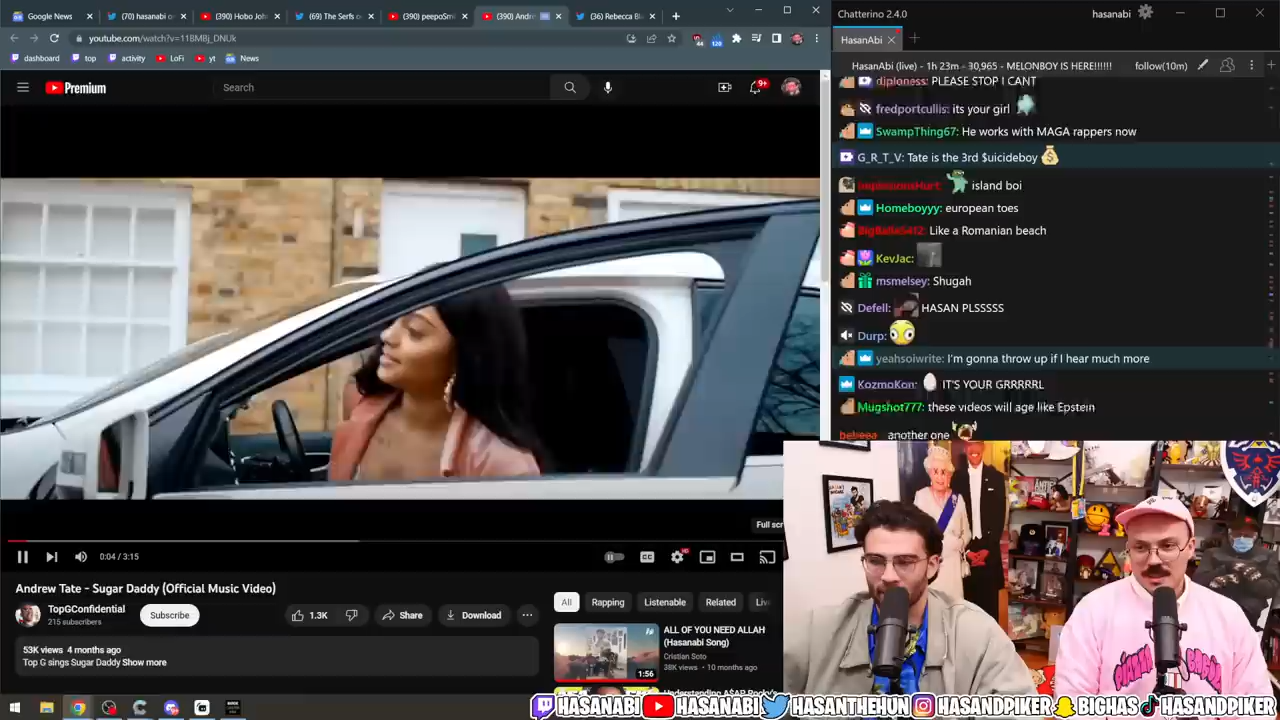 Google News
(70) hasanabi o
(390) Hobo Joh
(69) The Serfs o
(390) peepoSmi
(390) Andre
(36) Rebecca Bl
youtube.com/watch?v=11BMBj_DNUk
dashboard
top
activity
LoFi
yt
News
Premium
Search
9+
0:04 / 3:15
Full scr
Andrew Tate - Sugar Daddy (Official Music Video)
TopGConfidential
215 subscribers
Subscribe
1.3K
Share
Download
views 4 months ago
Top G sings Sugar Daddy Show more
All
Rapping
Listenable
Related
ALL OF YOU NEED ALLAH
(Hasanabi Song)
Cristian Soto
38K views • 10 months ago
1:56
Chatterino 2.4.0
hasanabi
HasanAbi
HasanAbi (live) - 1h 23m - 30,965 - MELONBOY IS HERE!!!!!!
follow(10m)
diploness: PLEASE STOP I CANT
fredportcullis: its your girl
SwampThing67: He works with MAGA rappers now
G_R_T_V: Tate is the 3rd $uicideboy
island boi
Homeboyyy: european toes
Like a Romanian beach
KevJac:
msmelsey: Shugah
Defell: HASAN PLSSSSS
Durp:
yeahsoiwrite: I'm gonna throw up if I hear much more
KozmoKan: IT'S YOUR GRRRRRL
Mugshot777: these videos will age like Epstein
another one
HASANABI
HASANABI
HASANTHEHUN
HASANDPIKER
BIGHAS
HASANDPIKER